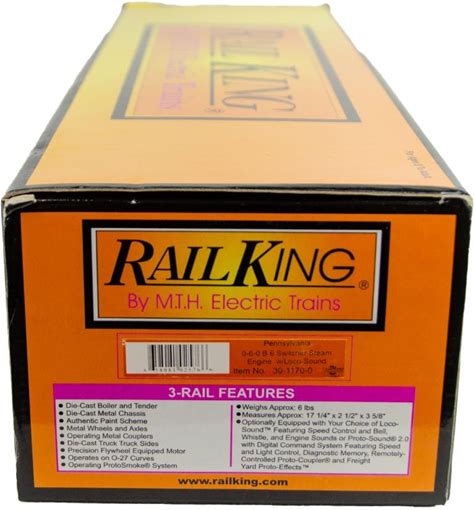 RAIL KING
RAILKING®
By M.T.H. Electric Trains
Pennsylvania
0-6-0 B-6 Switcher Steam
Engine w/Loco-Sound
Item No. 30-1170-0
3-RAIL FEATURES
● Die-Cast Boiler and Tender
● Die-Cast Metal Chassis
● Authentic Paint Scheme
● Metal Wheels and Axles
● Operating Metal Couplers
● Die-Cast Truck Truck Sides
● Precision Flywheel Equipped Motor
● Operates on O-27 Curves
● Operating ProtoSmoke® System
● Weighs Approx: 6 lbs
● Measures Approx: 17 1/4" x 2 1/2" x 3 5/8"
● Optionally Equipped with Your Choice of Loco-
Sound™ Featuring Speed Control and Bell,
Whistle, and Engine Sounds or Proto-Sound® 2.0
with Digital Command System Featuring Speed
and Light Control, Diagnostic Memory, Remotely-
Controlled Proto-Coupler® and Freight
Yard Proto-Effects™
www.railking.com